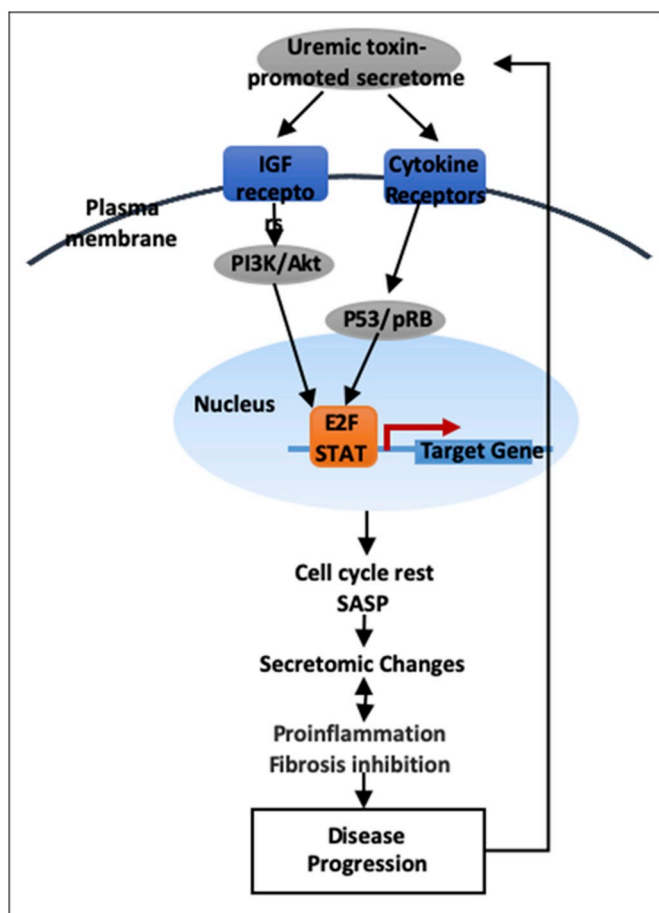 Uremic toxin-
promoted secretome
IGF
recepto
rs
Cytokine
Receptors
Plasma
membrane
PI3K/Akt
P53/pRB
Nucleus
E2F
STAT
Target Gene
Cell cycle rest
SASP
Secretomic Changes
Proinflammation
Fibrosis inhibition
Disease
Progression